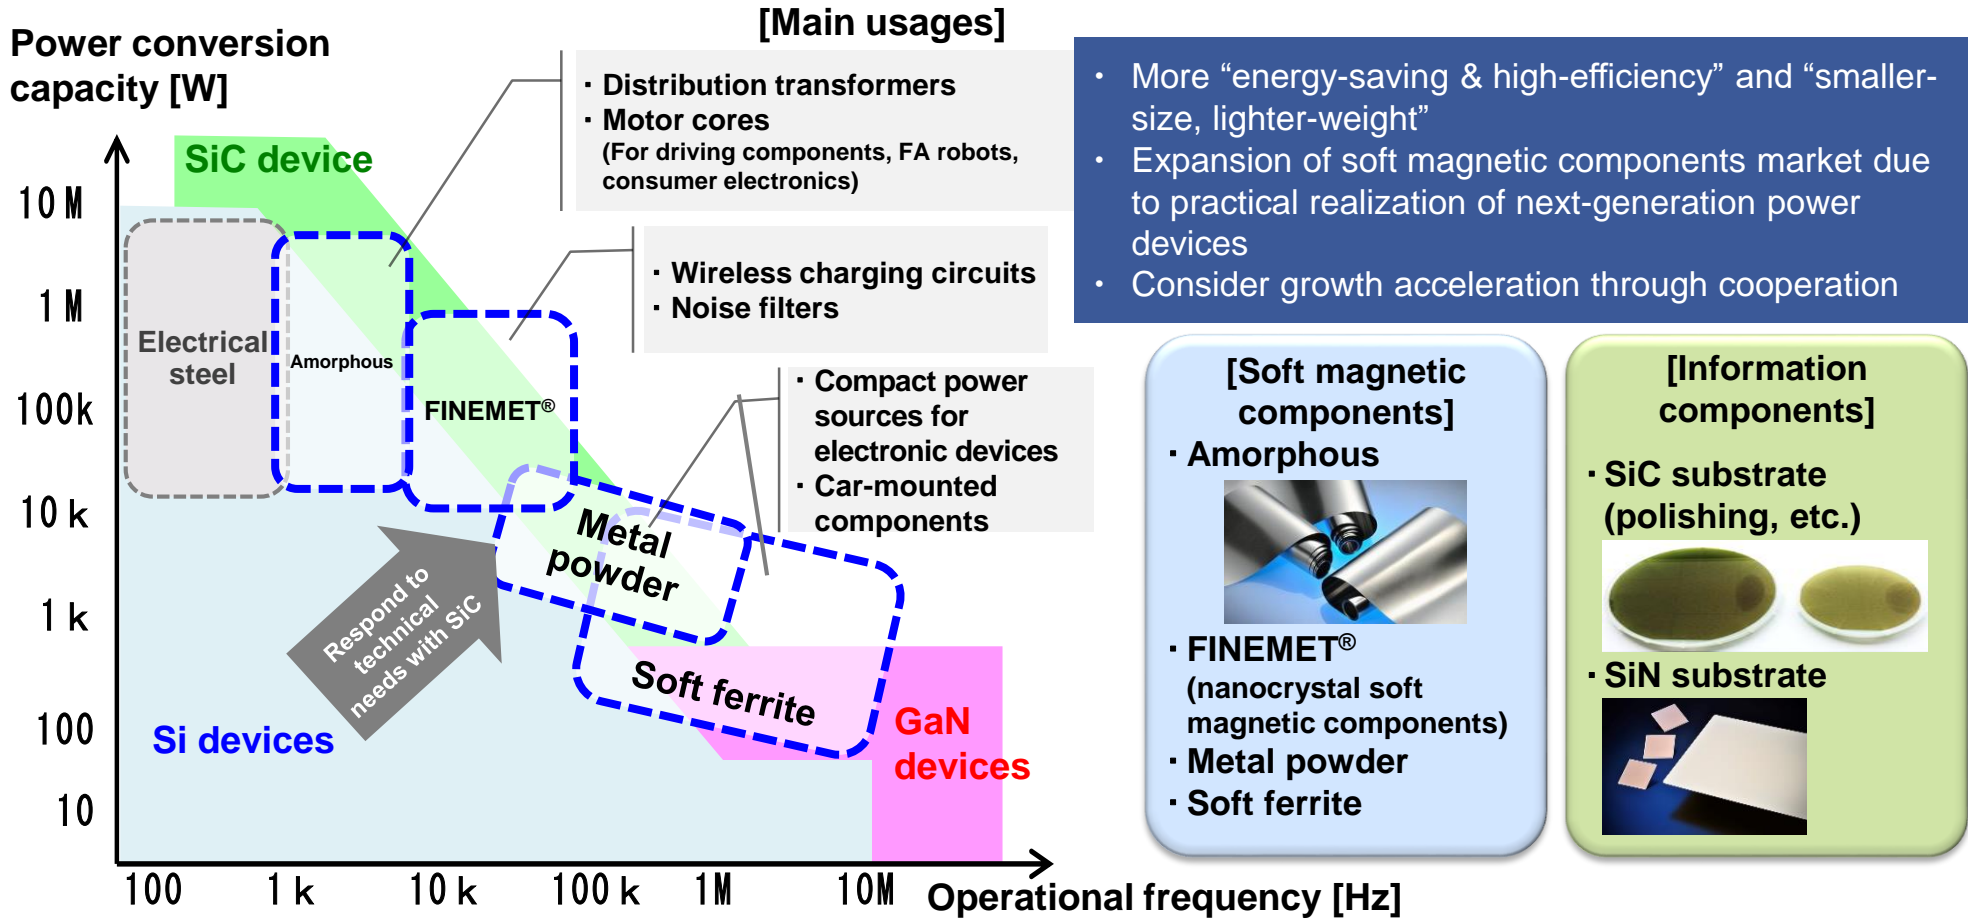 [Main usages]
Power conversion
capacity [W]
・Distribution transformers
・Motor cores
(For driving components, FA robots,
consumer electronics)
・Wireless charging circuits
・Noise filters
・Compact power
sources for
electronic devices
・Car-mounted
components
・More “energy-saving & high-efficiency” and “smaller-
size, lighter-weight”
・Expansion of soft magnetic components market due
to practical realization of next-generation power
devices
・Consider growth acceleration through cooperation
SiC device
10 M
1 M
100k
10 k
1 k
100
10
Electrical
steel
Amorphous
FINEMET®
Metal
powder
Soft ferrite
Respond to
technical
needs with SiC
Si devices
GaN
devices
100
1 k
10 k
100 k
1M
10M
Operational frequency [Hz]
[Soft magnetic
components]
・Amorphous
・FINEMET®
(nanocrystal soft
magnetic components)
・Metal powder
・Soft ferrite
[Information
components]
・SiC substrate
(polishing, etc.)
・SiN substrate